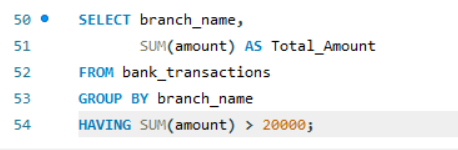 50 SELECT branch_name,
51 SUM(amount) AS Total_Amount
52 FROM bank_transactions
53 GROUP BY branch_name
54 HAVING SUM(amount) > 20000;